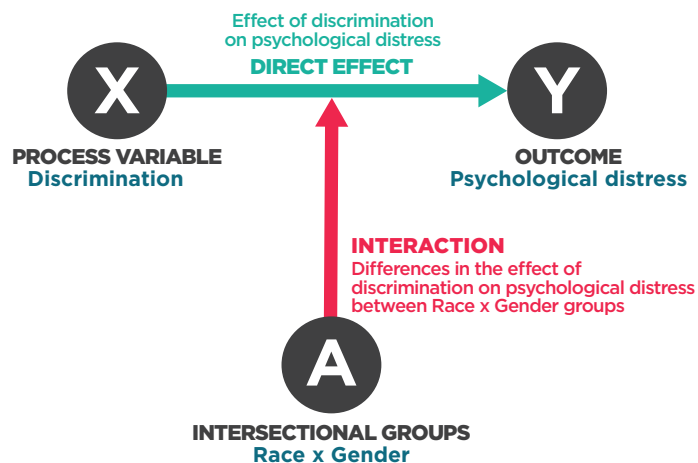 Effect of discrimination
on psychological distress
DIRECT EFFECT
X
Y
PROCESS VARIABLE
Discrimination
OUTCOME
Psychological distress
INTERACTION
Differences in the effect of
discrimination on psychological distress
between Race x Gender groups
A
INTERSECTIONAL GROUPS
Race x Gender